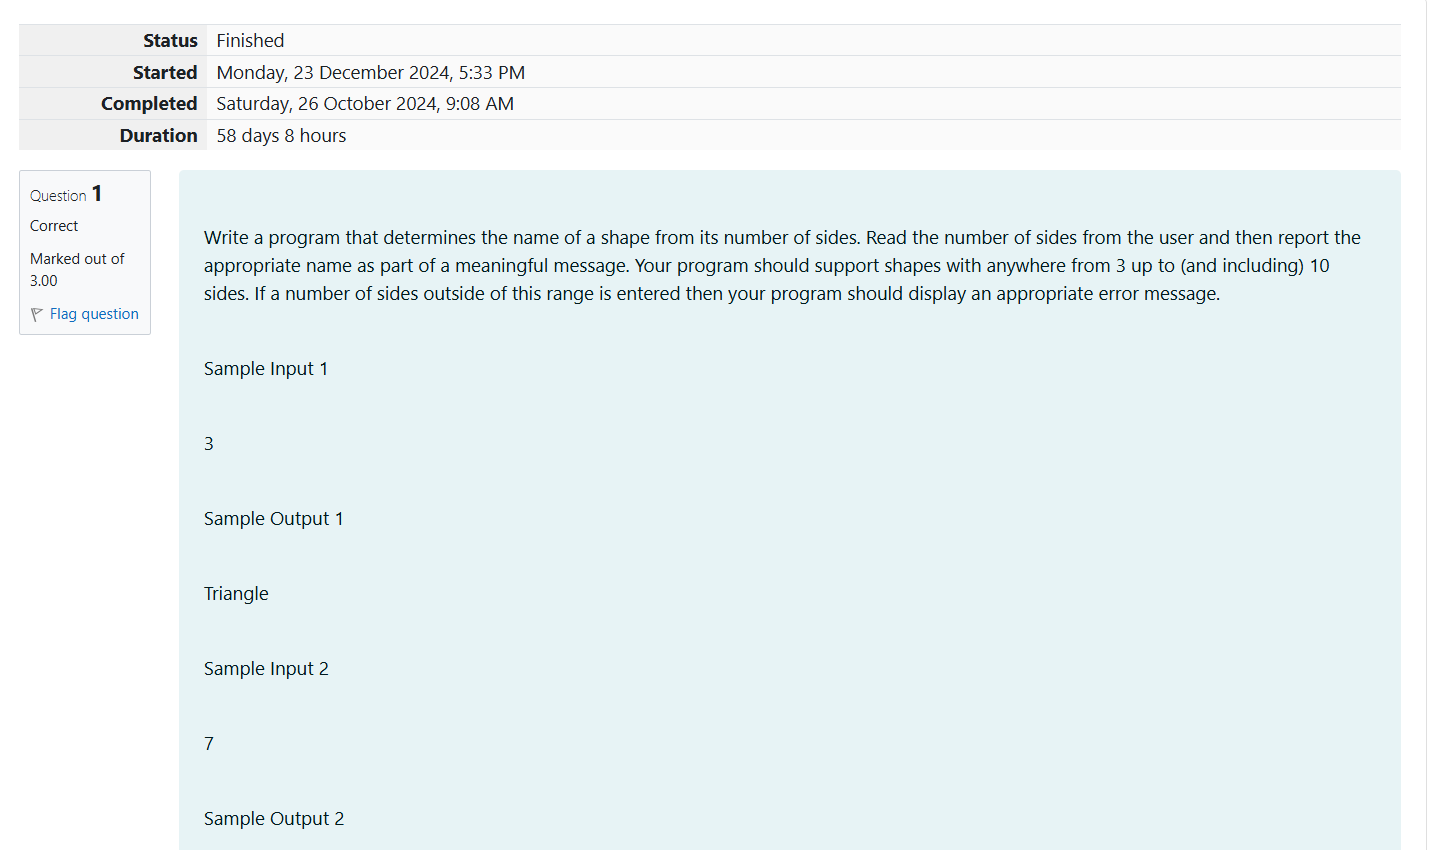 Status Finished
Started Monday, 23 December 2024, 5:33 PM
Completed Saturday, 26 October 2024, 9:08 AM
Duration 58 days 8 hours
Question 1
Correct
Marked out of
3.00
Flag question
Write a program that determines the name of a shape from its number of sides. Read the number of sides from the user and then report the
appropriate name as part of a meaningful message. Your program should support shapes with anywhere from 3 up to (and including) 10
sides. If a number of sides outside of this range is entered then your program should display an appropriate error message.
Sample Input 1
3
Sample Output 1
Triangle
Sample Input 2
7
Sample Output 2